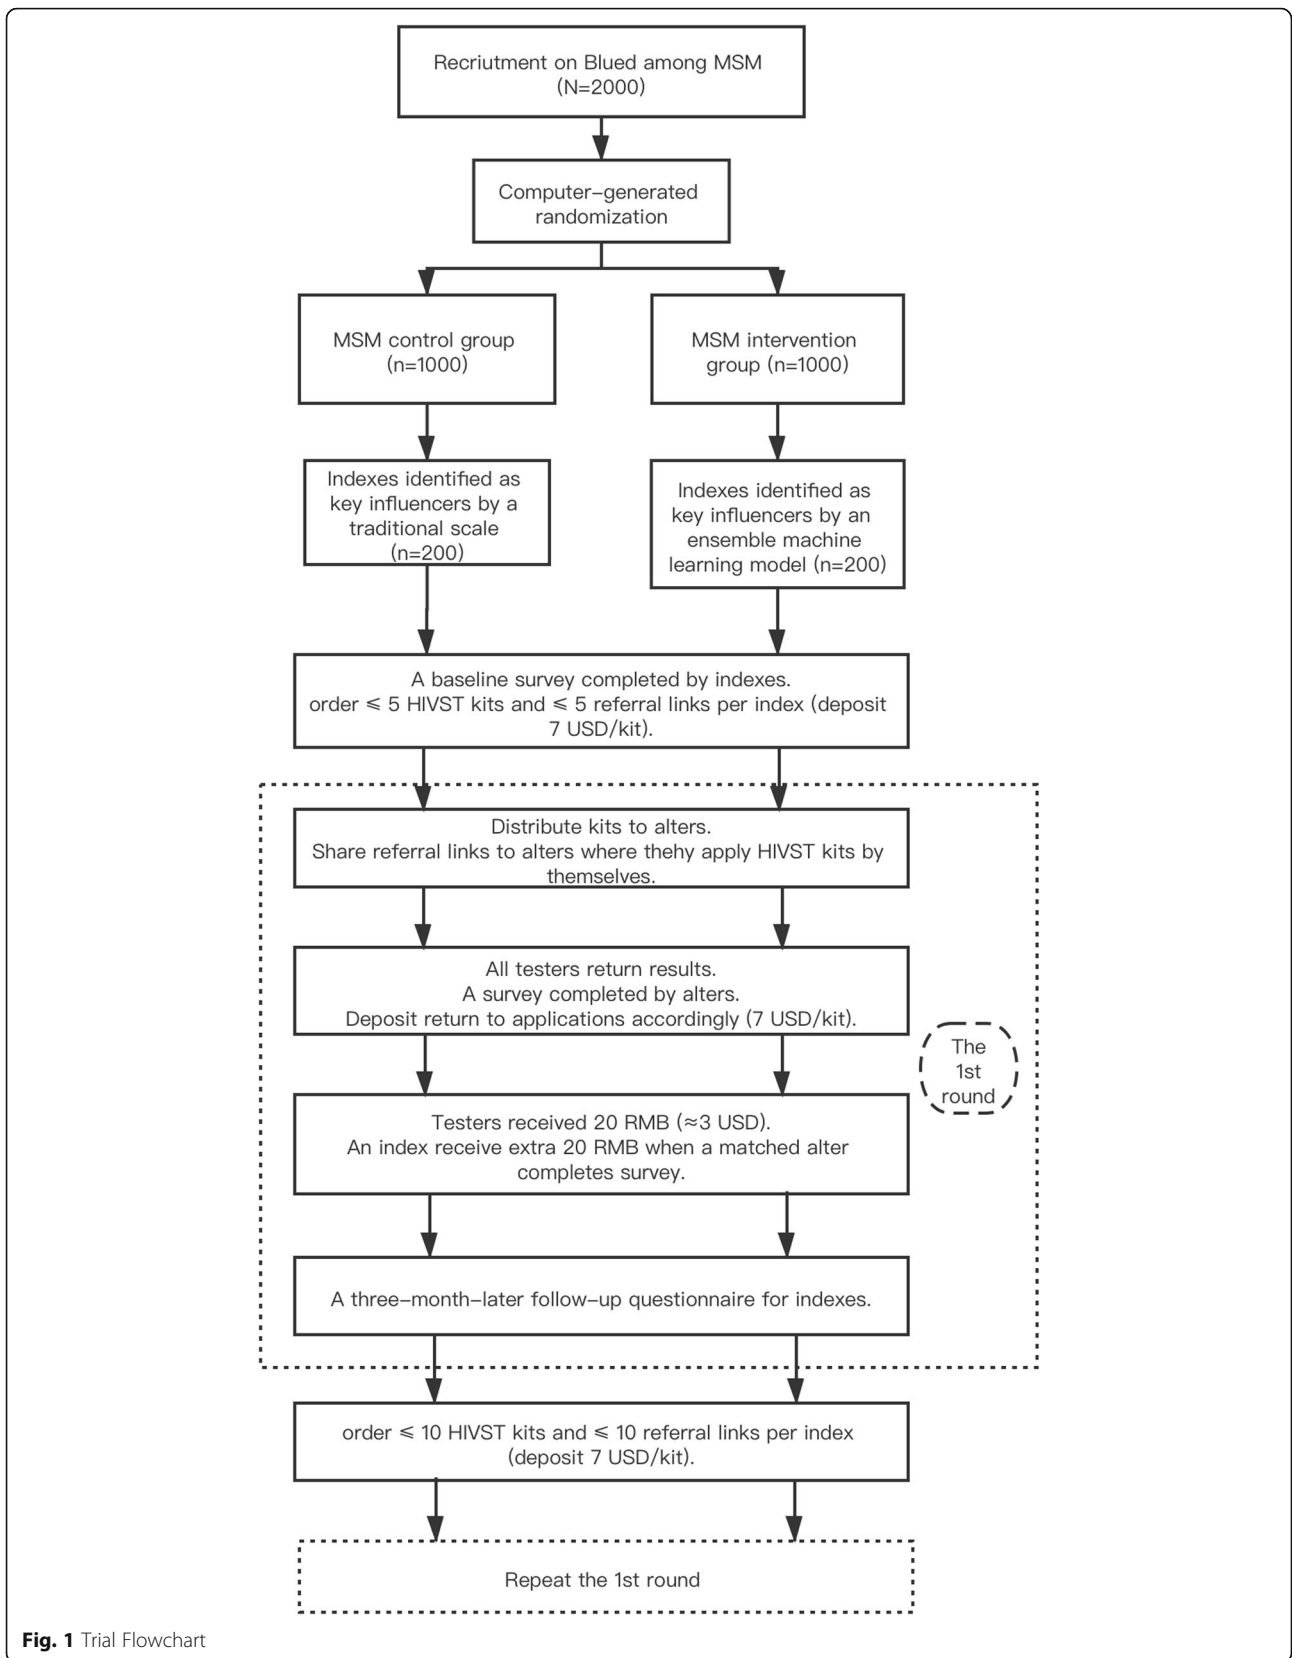 Recriutment on Blued among MSM
(N=2000)
Computer–generated
randomization
MSM control group
(n=1000)
MSM intervention
group (n=1000)
Indexes identified as
key influencers by a
traditional scale
(n=200)
Indexes identified as
key influencers by an
ensemble machine
learning model (n=200)
A baseline survey completed by indexes.
order ⩽ 5 HIVST kits and ⩽ 5 referral links per index (deposit
7 USD/kit).
Distribute kits to alters.
Share referral links to alters where thehy apply HIVST kits by
themselves.
All testers return results.
A survey completed by alters.
Deposit return to applications accordingly (7 USD/kit).
The
1st
round
Testers received 20 RMB (≈3 USD).
An index receive extra 20 RMB when a matched alter
completes survey.
A three–month–later follow–up questionnaire for indexes.
order ⩽ 10 HIVST kits and ⩽ 10 referral links per index
(deposit 7 USD/kit).
Repeat the 1st round
Fig. 1 Trial Flowchart